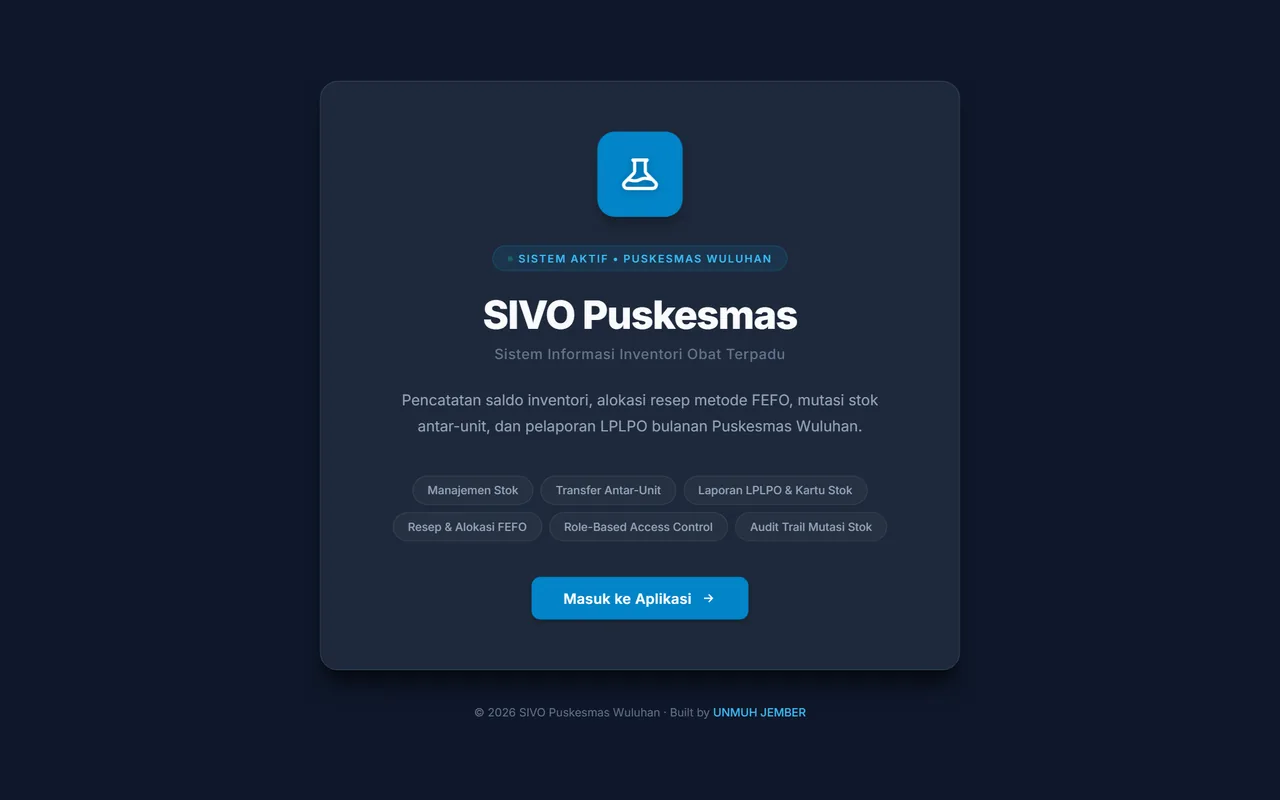 SISTEM AKTIF • PUSKESMAS WULUHAN
SIVO Puskesmas
Sistem Informasi Inventori Obat Terpadu
Pencatatan saldo inventori, alokasi resep metode FEFO, mutasi stok
antar-unit, dan pelaporan LPLPO bulanan Puskesmas Wuluhan.
Manajemen Stok Transfer Antar-Unit Laporan LPLPO & Kartu Stok
Resep & Alokasi FEFO Role-Based Access Control Audit Trail Mutasi Stok
Masuk ke Aplikasi →
© 2026 SIVO Puskesmas Wuluhan · Built by UNMUH JEMBER